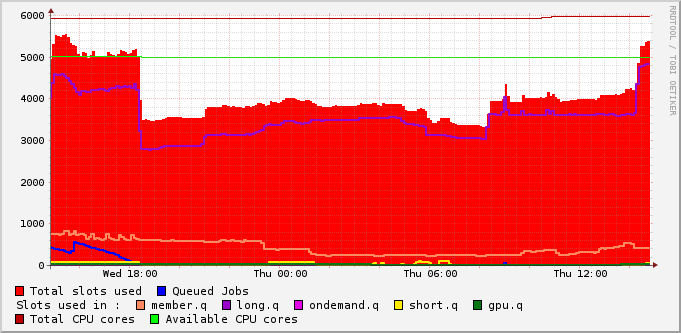 RRDTOOL / TOBI OETIKER
6000
5000
4000
3000
2000
1000
0
Wed 18:00 Thu 00:00 Thu 06:00 Thu 12:00
Total slots used Queued Jobs
Slots used in : member.q long.q ondemand.q short.q gpu.q
Total CPU cores Available CPU cores